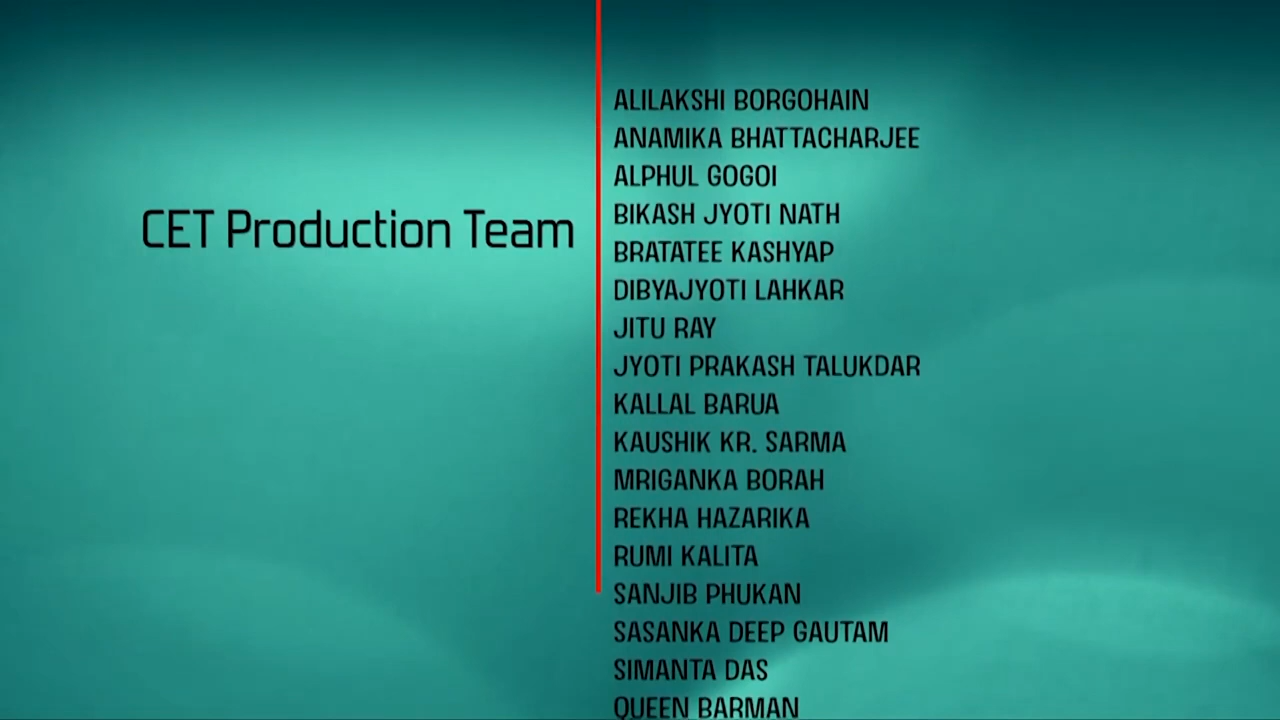 CET Production Team
ALILAKSHI BORGOHAIN
ANAMIKA BHATTACHARJEE
ALPHUL GOGOI
BIKASH JYOTI NATH
BRATATEE KASHYAP
DIBYAJYOTI LAHKAR
JITU RAY
JYOTI PRAKASH TALUKDAR
KALLAL BARUA
KAUSHIK KR. SARMA
MRIGANKA BORAH
REKHA HAZARIKA
RUMI KALITA
SANJIB PHUKAN
SASANKA DEEP GAUTAM
SIMANTA DAS
QUEEN BARMAN